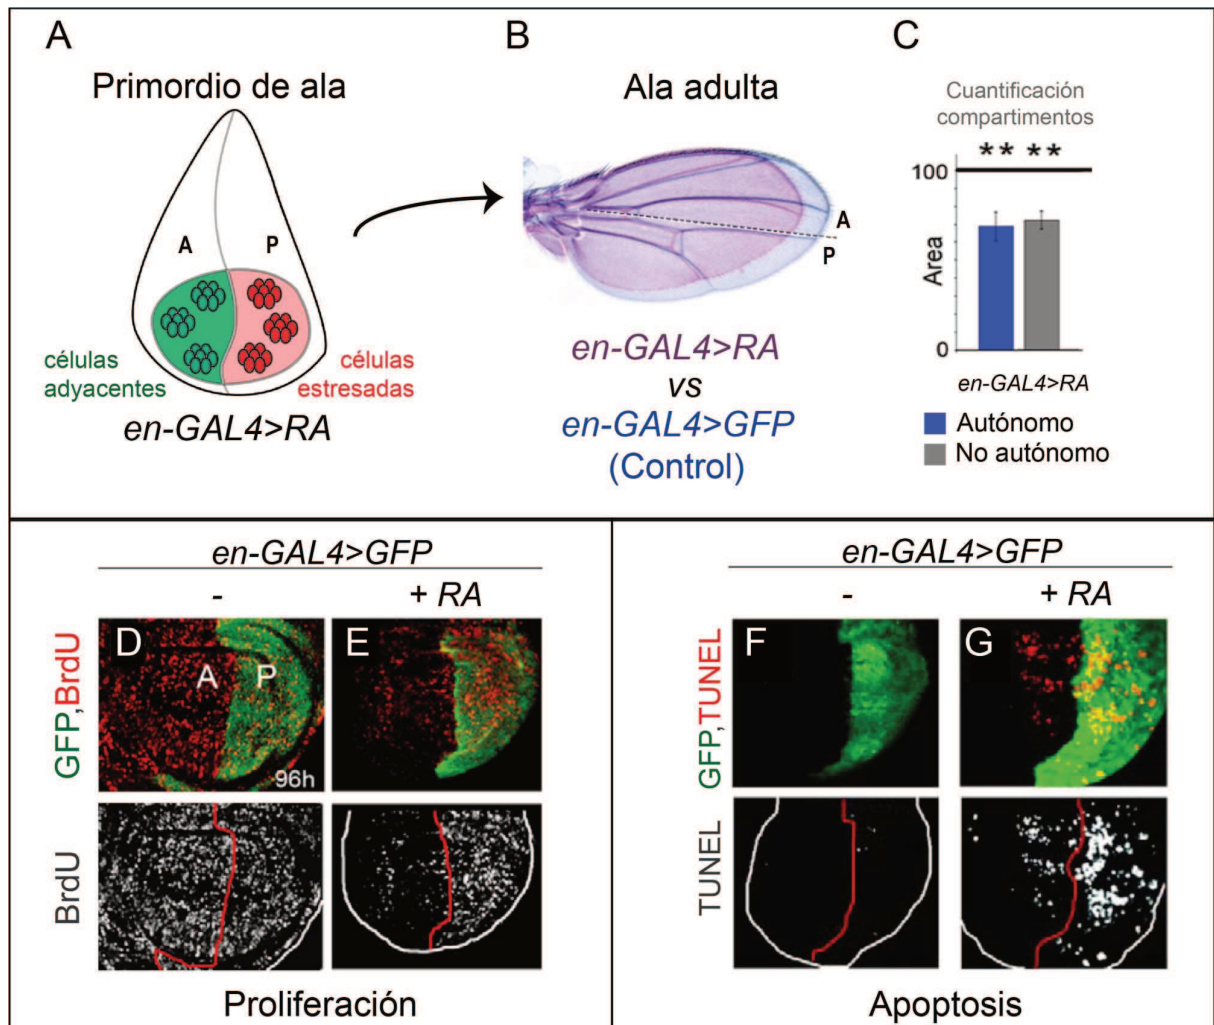 A
Primordio de ala
A
P
células
adyacentes
células
estresadas
en-GAL4>RA
B
Ala adulta
A
P
en-GAL4>RA
vs
en-GAL4>GFP
(Control)
C
Cuantificación
compartimentos
** **
100
Area
0
en-GAL4>RA
Autónomo
No autónomo
en-GAL4>GFP
-
+ RA
GFP,BrdU
D
A
P
96h
E
BrdU
Proliferación
en-GAL4>GFP
-
+ RA
GFP,TUNEL
F
G
TUNEL
Apoptosis